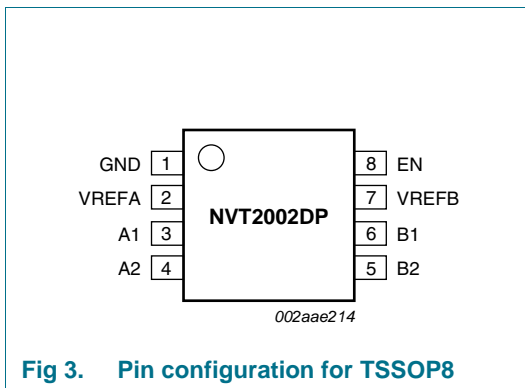 GND 1 8 EN
VREFA 2 7 VREFB
NVT2002DP
A1 3 6 B1
A2 4 5 B2
002aae214
Fig 3. Pin configuration for TSSOP8